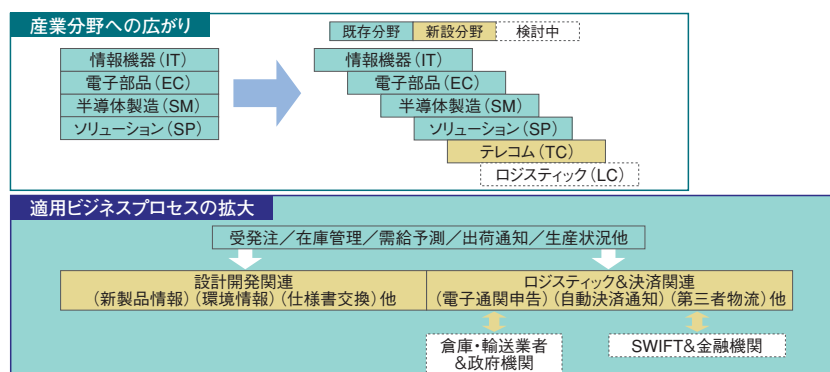 産業分野への広がり
既存分野 新設分野 検討中
情報機器(IT)
電子部品(EC)
半導体製造(SM)
ソリューション(SP)
情報機器(IT)
電子部品(EC)
半導体製造(SM)
ソリューション(SP)
テレコム(TC)
ロジスティック(LC)
適用ビジネスプロセスの拡大
受発注／在庫管理／需給予測／出荷通知／生産状況他
設計開発関連
(新製品情報)(環境情報)(仕様書交換)他
ロジスティック&決済関連
(電子通関申告)(自動決済通知)(第三者物流)他
倉庫・輸送業者
&政府機関
SWIFT&金融機関